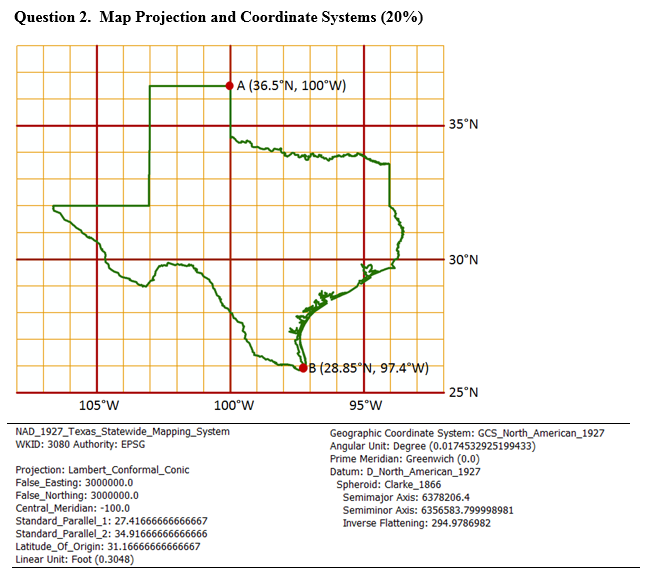 Question 2.  Map Projection and Coordinate Systems (20%)
A (36.5°N, 100°W)
35°N
30°N
B (28.85°N, 97.4°W)
25°N
105°W
100°W
95°W
NAD_1927_Texas_Statewide_Mapping_System
WKID: 3080 Authority: EPSG
Projection: Lambert_Conformal_Conic
False_Easting: 3000000.0
False_Northing: 3000000.0
Central_Meridian: -100.0
Standard_Parallel_1: 27.41666666666667
Standard_Parallel_2: 34.91666666666666
Latitude_Of_Origin: 31.16666666666667
Linear Unit: Foot (0.3048)
Geographic Coordinate System: GCS_North_American_1927
Angular Unit: Degree (0.0174532925199433)
Prime Meridian: Greenwich (0.0)
Datum: D_North_American_1927
Spheroid: Clarke_1866
Semimajor Axis: 6378206.4
Semiminor Axis: 6356583.799998981
Inverse Flattening: 294.9786982